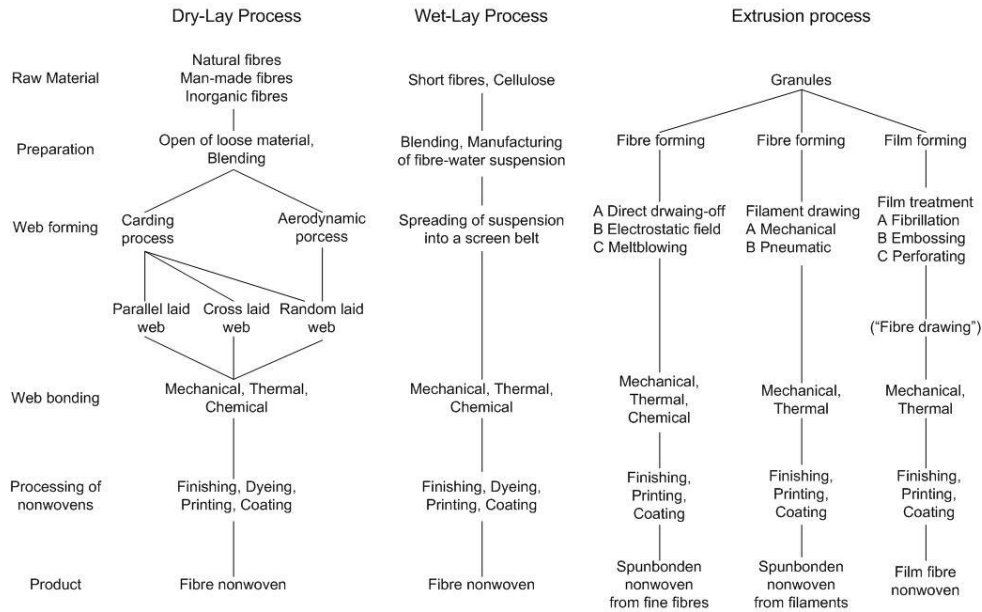 Dry-Lay Process
Wet-Lay Process
Extrusion process
Raw Material
Natural fibres
Man-made fibres
Inorganic fibres
Short fibres, Cellulose
Granules
Preparation
Open of loose material,
Blending
Blending, Manufacturing
of fibre-water suspension
Fibre forming
Fibre forming
Film forming
Web forming
Carding
process
Aerodynamic
porcess
Spreading of suspension
into a screen belt
A Direct drwaing-off
B Electrostatic field
C Meltblowing
Filament drawing
A Mechanical
B Pneumatic
Film treatment
A Fibrillation
B Embossing
C Perforating
Parallel laid
web
Cross laid
web
Random laid
web
("Fibre drawing")
Web bonding
Mechanical, Thermal,
Chemical
Mechanical, Thermal,
Chemical
Mechanical,
Thermal,
Chemical
Mechanical,
Thermal
Mechanical,
Thermal
Processing of
nonwovens
Finishing, Dyeing,
Printing, Coating
Finishing, Dyeing,
Printing, Coating
Finishing,
Printing,
Coating
Finishing,
Printing,
Coating
Finishing,
Printing,
Coating
Product
Fibre nonwoven
Fibre nonwoven
Spunbonden
nonwoven
from fine fibres
Spunbonden
nonwoven
from filaments
Film fibre
nonwoven